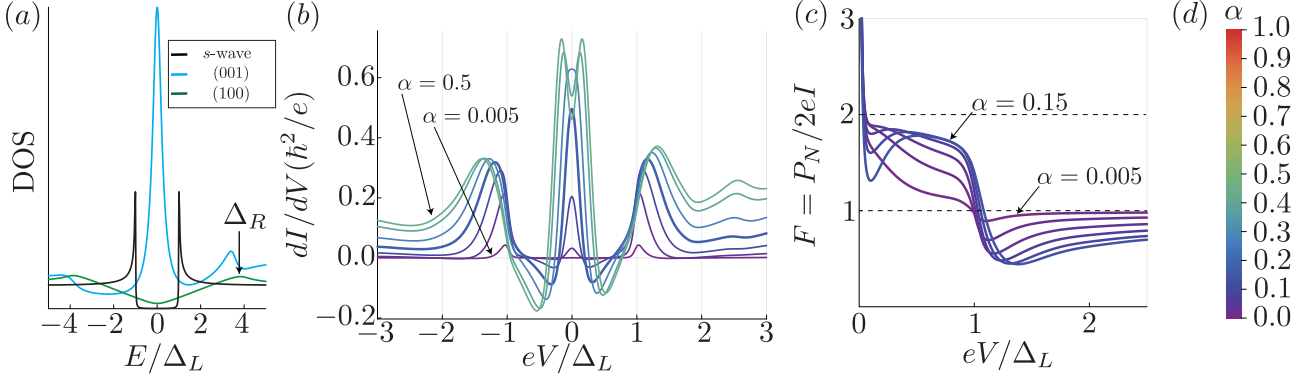 (a)
s-wave
(001)
(100)
Δ_R
DOS
−4 −2 0 2 4
E/Δ_L
(b)
α = 0.5
α = 0.005
dI/dV (ℏ²/e)
0.6
0.4
0.2
0.0
−0.2
−3 −2 −1 0 1 2 3
eV/Δ_L
(c)
α = 0.15
α = 0.005
F = P_N/2eI
3
2
1
0 1 2
eV/Δ_L
(d)
α
1.0
0.9
0.8
0.7
0.6
0.5
0.4
0.3
0.2
0.1
0.0